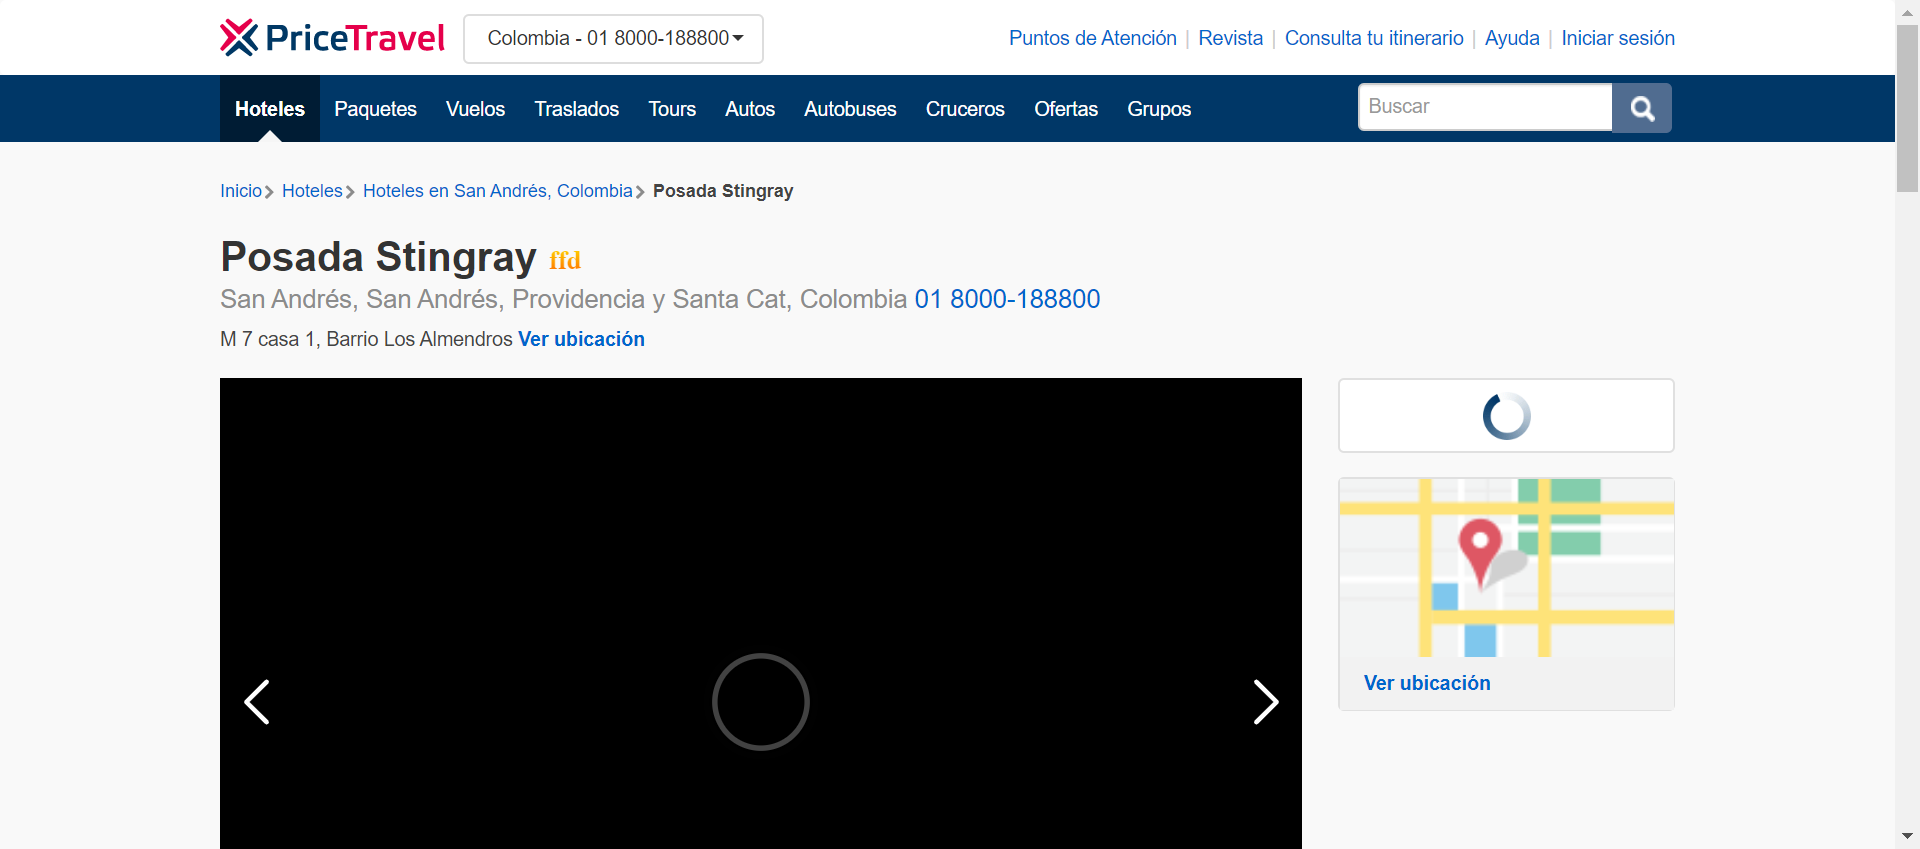 PriceTravel
Colombia - 01 8000-188800
Puntos de Atención | Revista | Consulta tu itinerario | Ayuda | Iniciar sesión
Hoteles Paquetes Vuelos Traslados Tours Autos Autobuses Cruceros Ofertas Grupos
Buscar
Inicio Hoteles Hoteles en San Andrés, Colombia Posada Stingray
Posada Stingray ffd
San Andrés, San Andrés, Providencia y Santa Cat, Colombia 01 8000-188800
M 7 casa 1, Barrio Los Almendros Ver ubicación
Ver ubicación